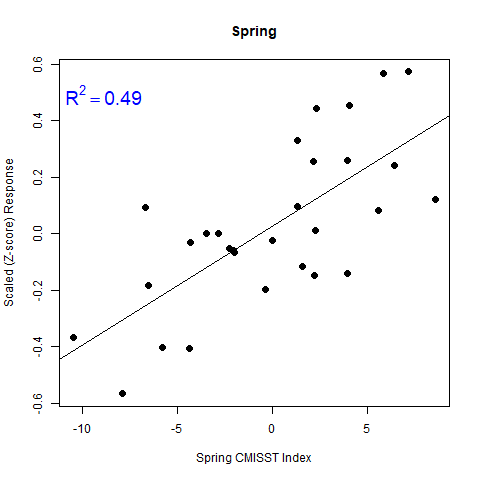 Spring
R² = 0.49
Scaled (Z-score) Response
0.6
0.4
0.2
0.0
-0.2
-0.4
-0.6
-10 -5 0 5
Spring CMISST Index